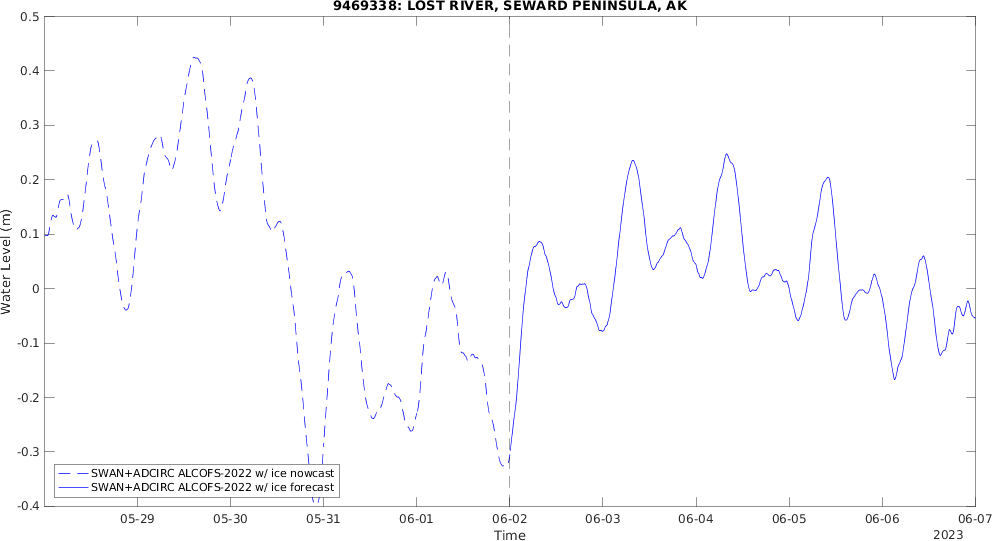 9469338: LOST RIVER, SEWARD PENINSULA, AK
0.5
0.4
0.3
0.2
0.1
0
-0.1
-0.2
-0.3
-0.4
Water Level (m)
SWAN+ADCIRC ALCOFS-2022 w/ ice nowcast
SWAN+ADCIRC ALCOFS-2022 w/ ice forecast
05-29 05-30 05-31 06-01 06-02 06-03 06-04 06-05 06-06 06-07
Time
2023